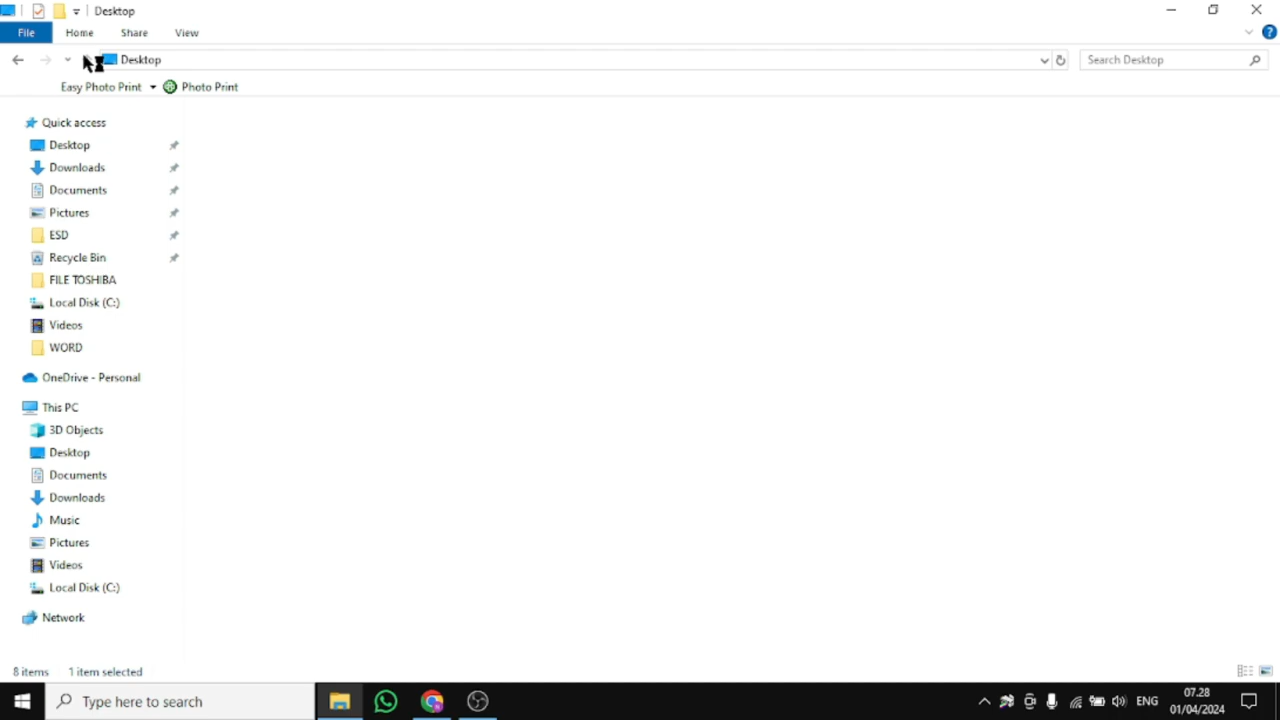 Desktop
File Home Share View
Desktop Search Desktop
Easy Photo Print Photo Print
Quick access
Desktop
Downloads
Documents
Pictures
ESD
Recycle Bin
FILE TOSHIBA
Local Disk (C:)
Videos
WORD
OneDrive - Personal
This PC
3D Objects
Desktop
Documents
Downloads
Music
Pictures
Videos
Local Disk (C:)
Network
8 items 1 item selected
Type here to search ENG 07.28
01/04/2024